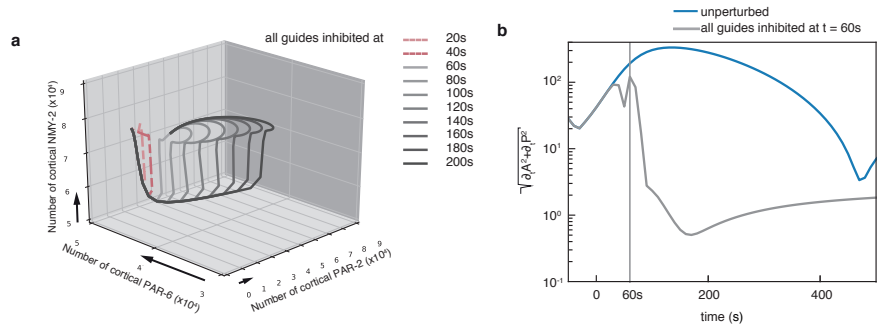 a
all guides inhibited at
20s
40s
60s
80s
100s
120s
140s
160s
180s
200s
Number of cortical NMY-2 (x10⁴)
9
8
7
6
5
Number of cortical PAR-6 (x10⁴)
5
4
3
Number of cortical PAR-2 (x10⁴)
0 1 2 3 4 5 6 7 8 9
b
unperturbed
all guides inhibited at t = 60s
√∂ₜA²+∂ₜP²
10²
10¹
10⁰
10⁻¹
0 60s 200 400
time (s)